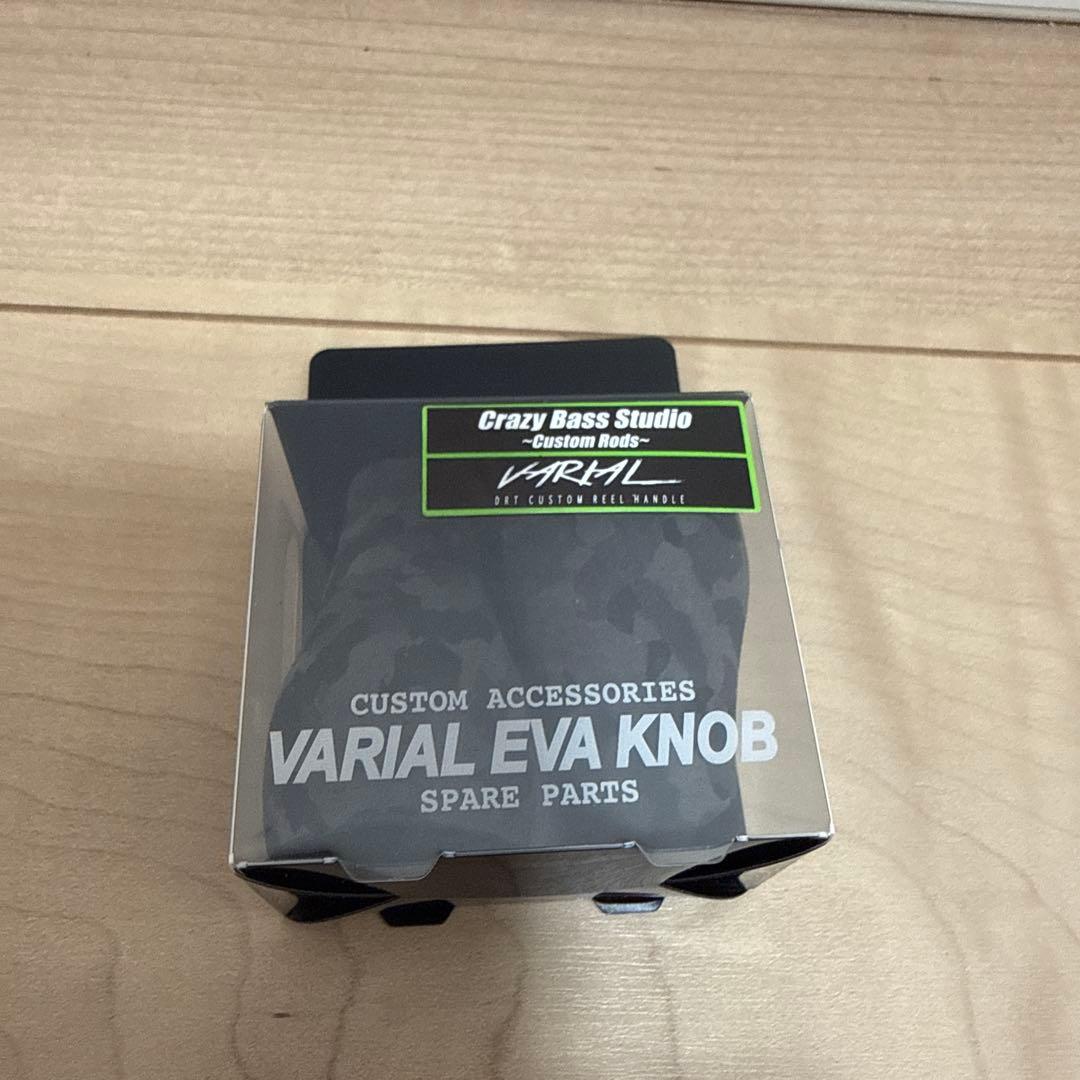 Crazy Bass Studio
~Custom Rods~
VARIAL
DRT CUSTOM REEL HANDLE
CUSTOM ACCESSORIES
VARIAL EVA KNOB
SPARE PARTS